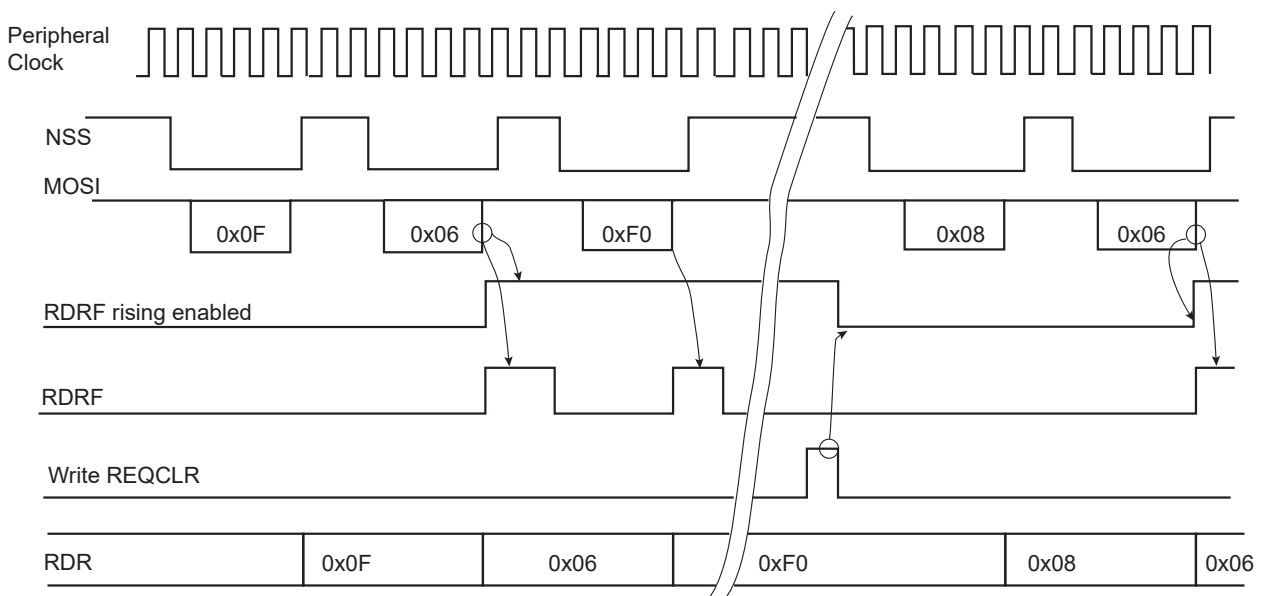 Peripheral
Clock
NSS
MOSI
0x0F 0x06 0xF0 0x08 0x06
RDRF rising enabled
RDRF
Write REQCLR
RDR 0x0F 0x06 0xF0 0x08 0x06